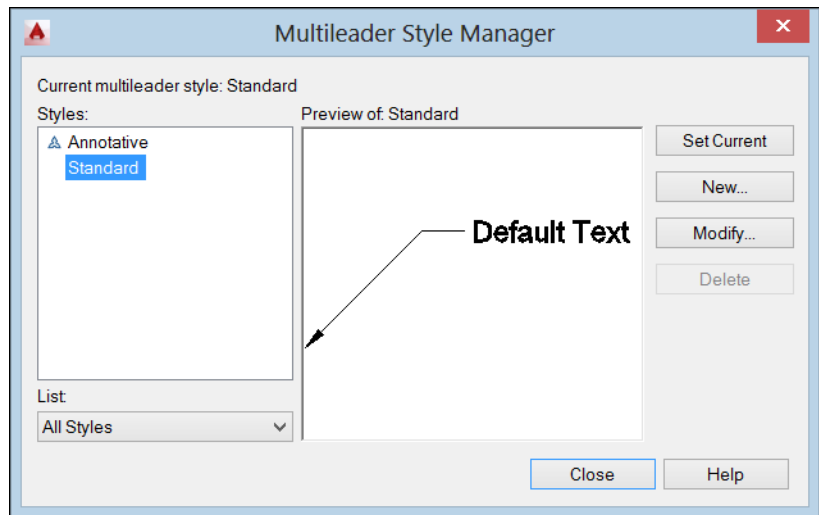 Multileader Style Manager
Current multileader style: Standard
Styles:
Preview of: Standard
Annotative
Standard
Default Text
Set Current
New...
Modify...
Delete
List:
All Styles
Close
Help